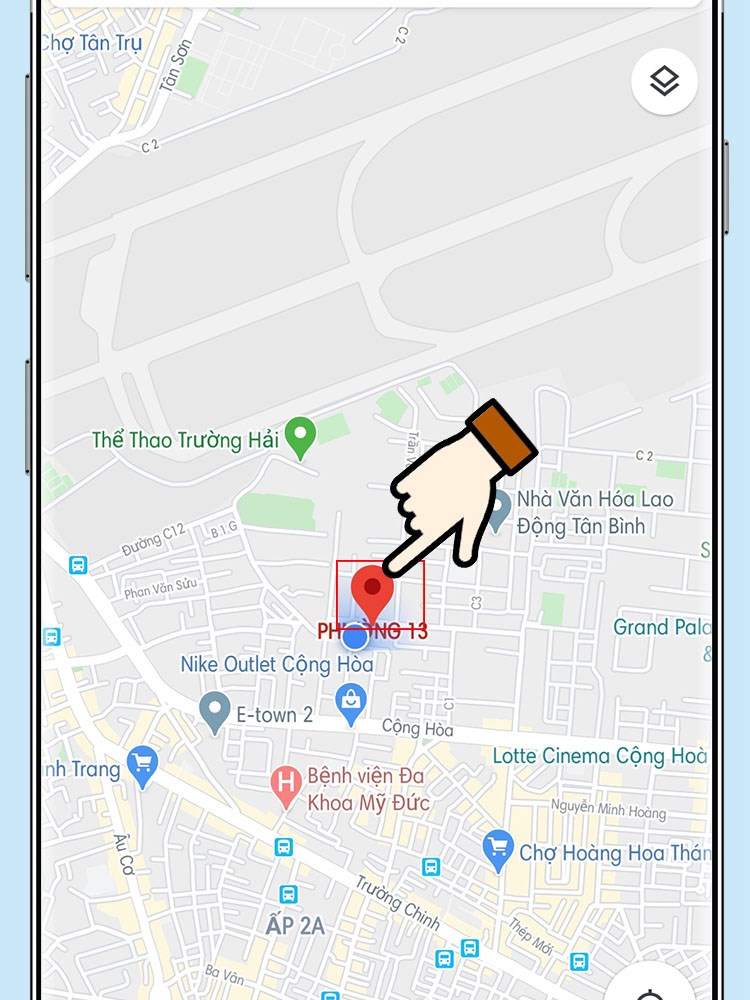 Chợ Tân Trụ
Tân Sơn
C 2
C 2
Thể Thao Trường Hải
Trần V
C 2
Nhà Văn Hóa Lao
Động Tân Bình
Đường C12
B.1 G
Phan Văn Sửu
C3
PHƯỜNG 13
Grand Pala
&
Nike Outlet Cộng Hòa
E-town 2
C1
Cộng Hòa
Lotte Cinema Cộng Hoà
nh Trang
H
Bệnh viện Đa
Khoa Mỹ Đức
Nguyễn Minh Hoàng
Âu Cơ
Chợ Hoàng Hoa Thán
Trường Chinh
ẤP 2A
Thép Mới
Ba Vân